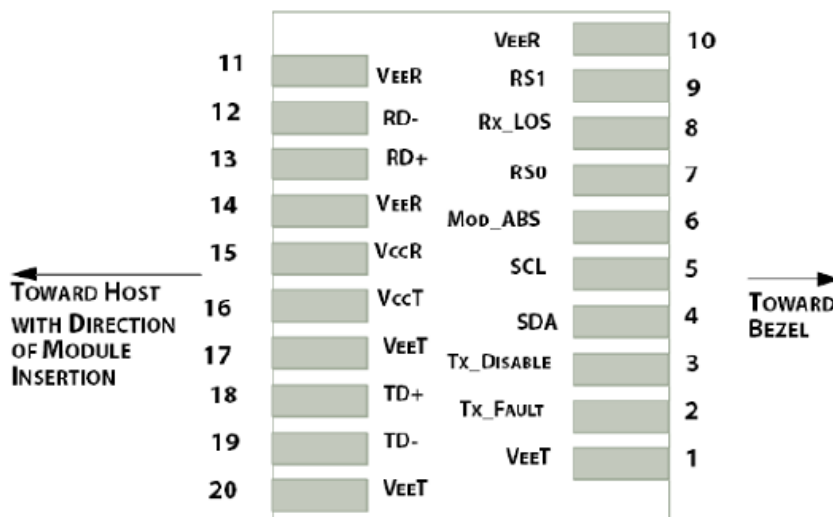 11 VEER
12 RD-
13 RD+
14 VEER
15 VCCR
16 VCCT
17 VEET
18 TD+
19 TD-
20 VEET
VEER 10
RS1 9
RX_LOS 8
RS0 7
MOD_ABS 6
SCL 5
SDA 4
TX_DISABLE 3
TX_FAULT 2
VEET 1
TOWARD HOST
WITH DIRECTION
OF MODULE
INSERTION
TOWARD
BEZEL